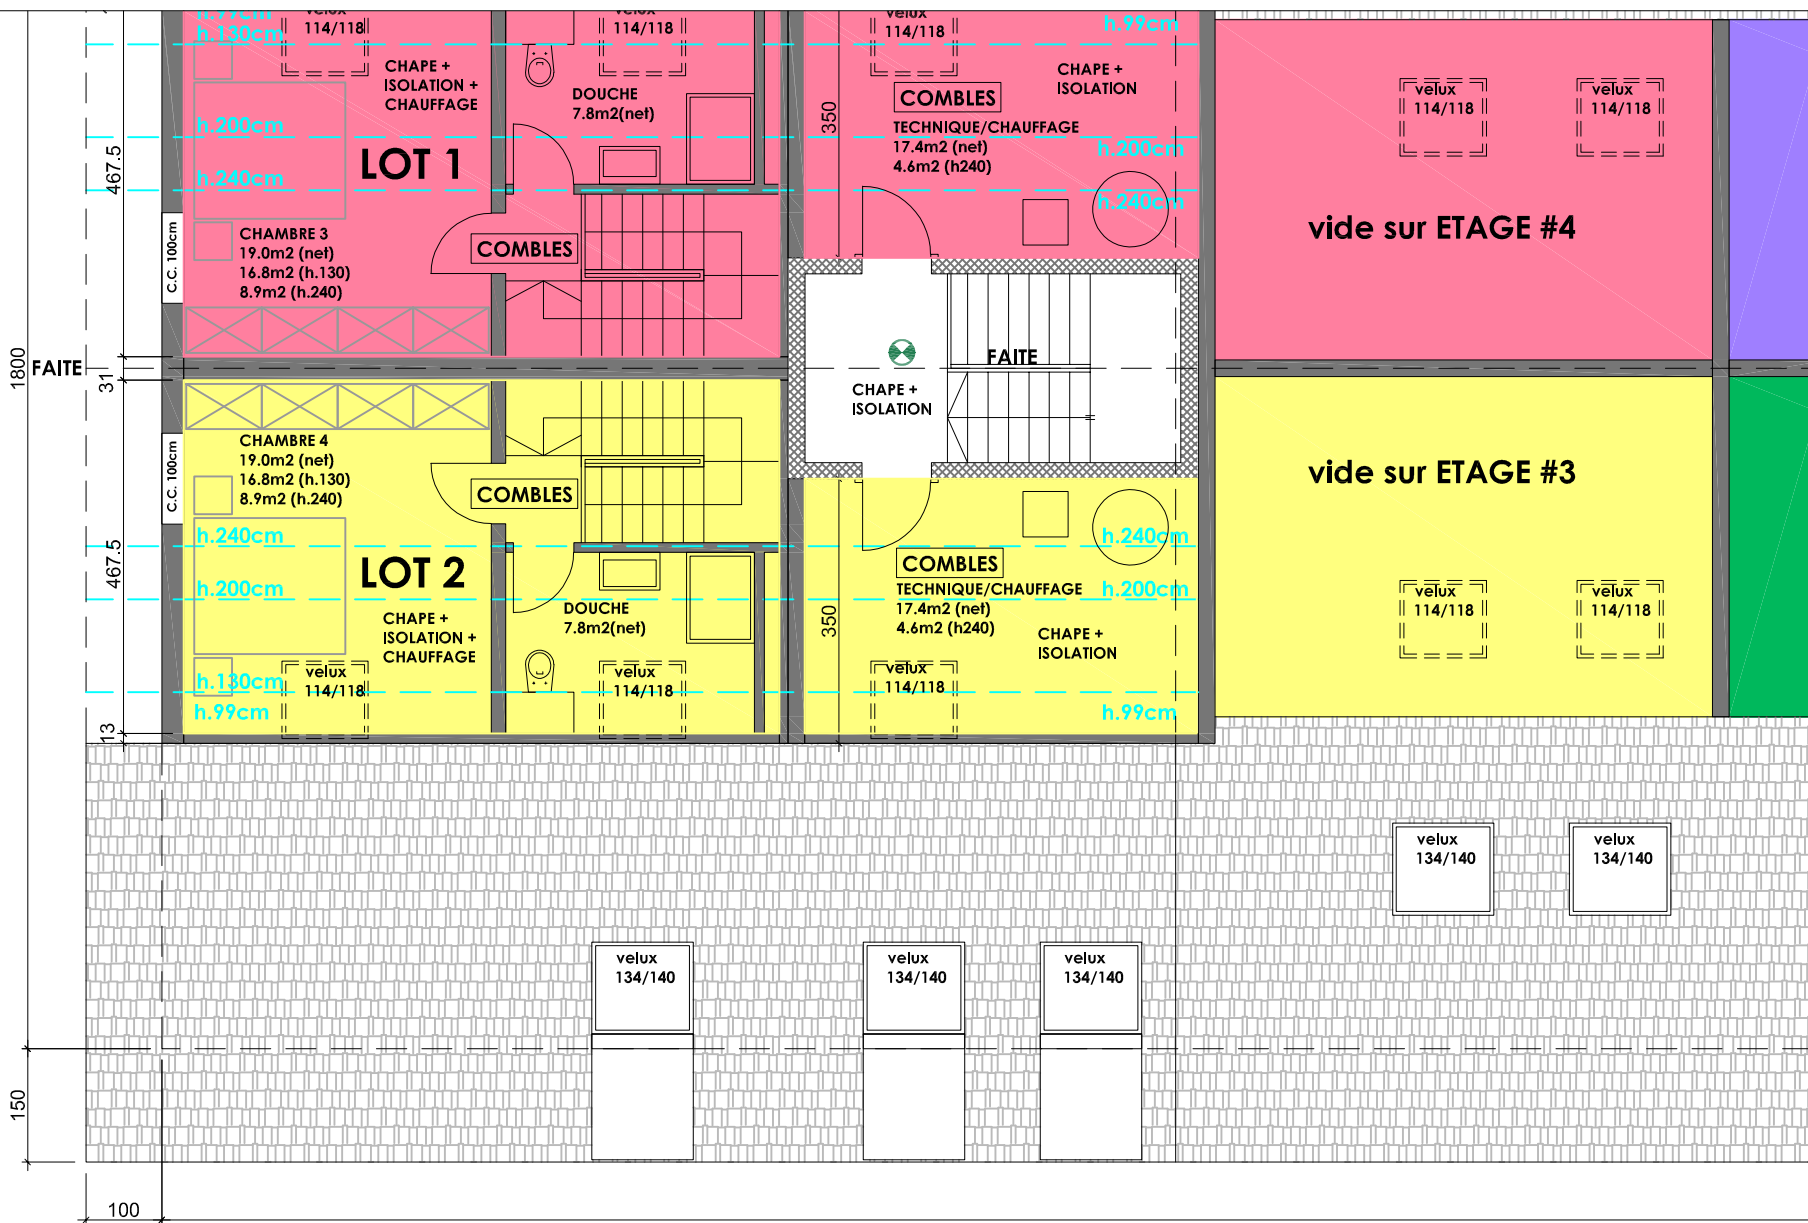 h.99cm
h.130cm
velux
114/118
CHAPE +
ISOLATION +
CHAUFFAGE
h.200cm
LOT 1
h.240cm
CHAMBRE 3
19.0m2 (net)
16.8m2 (h.130)
8.9m2 (h.240)
C.C. 100cm
COMBLES
velux
114/118
DOUCHE
7.8m2(net)
velux
114/118
h.99cm
CHAPE +
ISOLATION
COMBLES
350
TECHNIQUE/CHAUFFAGE
17.4m2 (net)
4.6m2 (h240)
h.200cm
h.240cm
velux
114/118
velux
114/118
vide sur ETAGE #4
467.5
1800
FAITE
31
FAITE
CHAPE +
ISOLATION
CHAMBRE 4
19.0m2 (net)
16.8m2 (h.130)
8.9m2 (h.240)
C.C. 100cm
COMBLES
h.240cm
LOT 2
h.200cm
CHAPE +
ISOLATION +
CHAUFFAGE
h.130cm
h.99cm
velux
114/118
DOUCHE
7.8m2(net)
velux
114/118
467.5
13
h.240cm
COMBLES
TECHNIQUE/CHAUFFAGE
17.4m2 (net)
4.6m2 (h240)
h.200cm
350
CHAPE +
ISOLATION
velux
114/118
h.99cm
vide sur ETAGE #3
velux
114/118
velux
114/118
velux
134/140
velux
134/140
velux
134/140
velux
134/140
velux
134/140
150
100